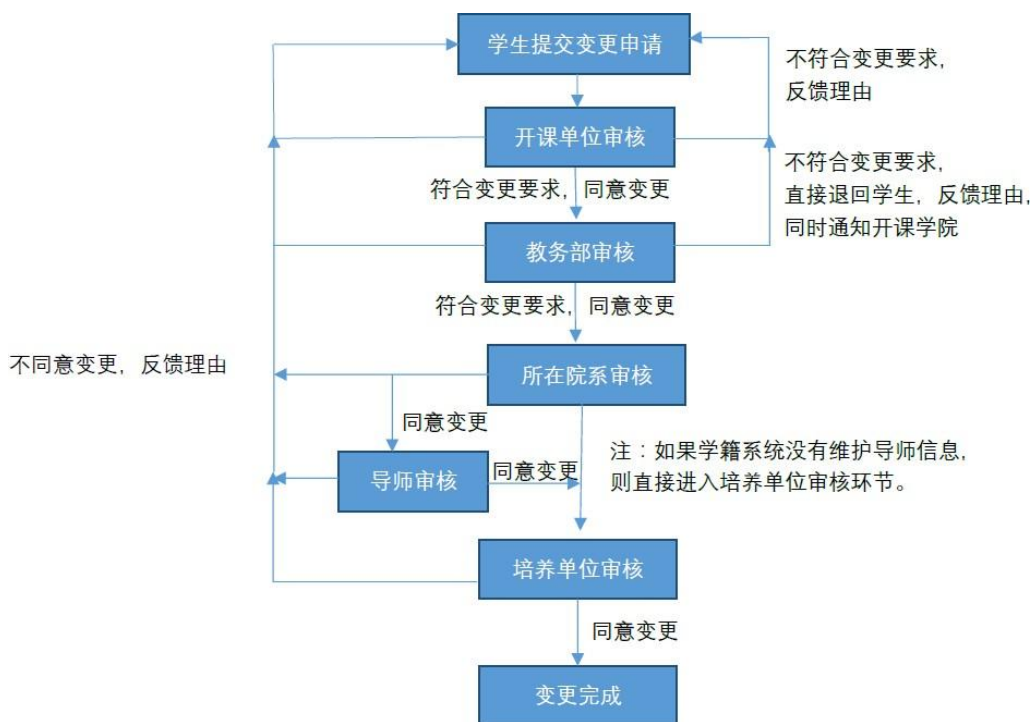 学生提交变更申请
不符合变更要求，
反馈理由
开课单位审核
不符合变更要求，
直接退回学生，反馈理由，
同时通知开课学院
符合变更要求，同意变更
教务部审核
符合变更要求，同意变更
不同意变更，反馈理由
所在院系审核
同意变更
注：如果学籍系统没有维护导师信息，
则直接进入培养单位审核环节。
导师审核
同意变更
培养单位审核
同意变更
变更完成